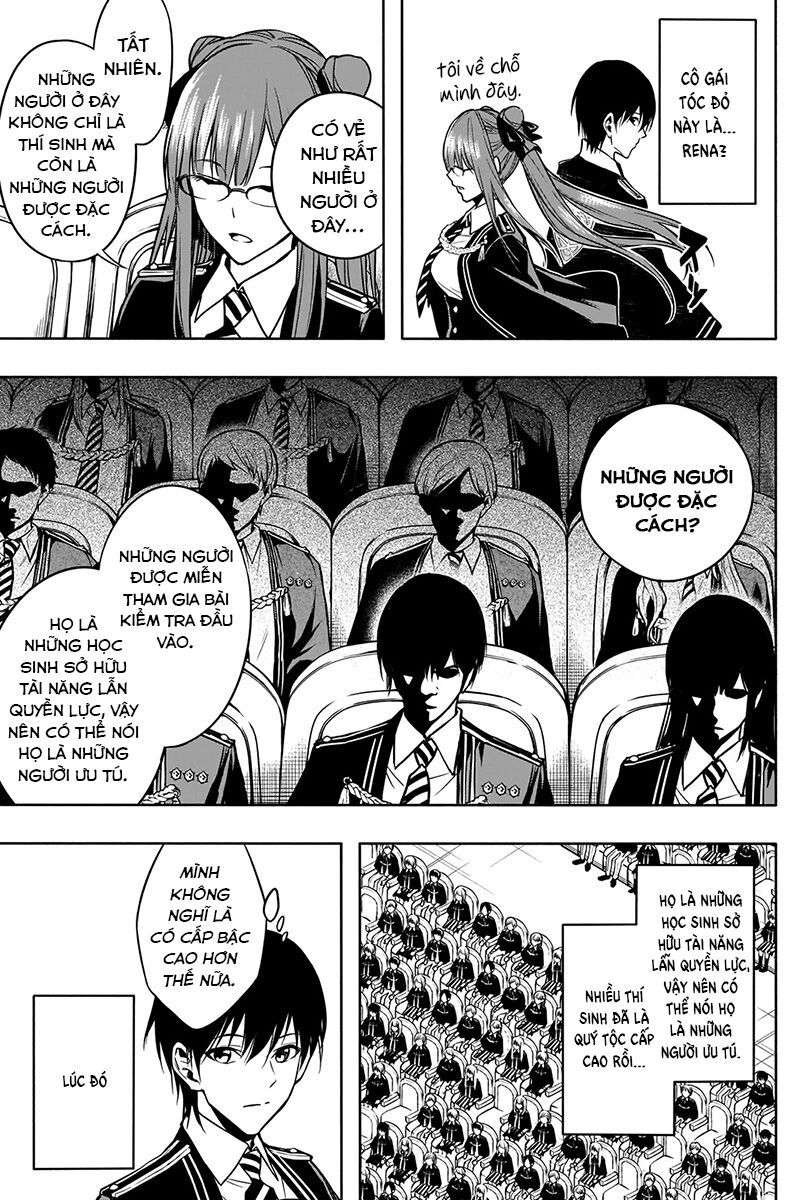 CÔ GÁI
TÓC ĐỎ
NÀY LÀ...
RENA?
tôi về chỗ
mình đây.
CÓ VẺ
NHƯ RẤT
NHIỀU
NGƯỜI Ở
ĐÂY...
TẤT
NHIÊN.
NHỮNG
NGƯỜI Ở ĐÂY
KHÔNG CHỈ LÀ
THÍ SINH MÀ
CÒN LÀ
NHỮNG NGƯỜI
ĐƯỢC ĐẶC
CÁCH.
NHỮNG NGƯỜI
ĐƯỢC ĐẶC
CÁCH?
NHỮNG NGƯỜI
ĐƯỢC MIỄN
THAM GIA BÀI
KIỂM TRA ĐẦU
VÀO.
HỌ LÀ
NHỮNG HỌC
SINH SỞ HỮU
TÀI NĂNG LẪN
QUYỀN LỰC, VẬY
NÊN CÓ THỂ NÓI
HỌ LÀ NHỮNG
NGƯỜI ƯU TÚ.
HỌ LÀ NHỮNG
HỌC SINH SỞ
HỮU TÀI NĂNG
LẪN QUYỀN LỰC,
VẬY NÊN CÓ
THỂ NÓI HỌ
LÀ NHỮNG
NGƯỜI ƯU TÚ.
NHIỀU THÍ
SINH ĐÃ LÀ
QUÝ TỘC CẤP
CAO RỒI...
MÌNH
KHÔNG
NGHĨ LÀ
CÓ CẤP BẬC
CAO HƠN
THẾ NỮA.
LÚC ĐÓ